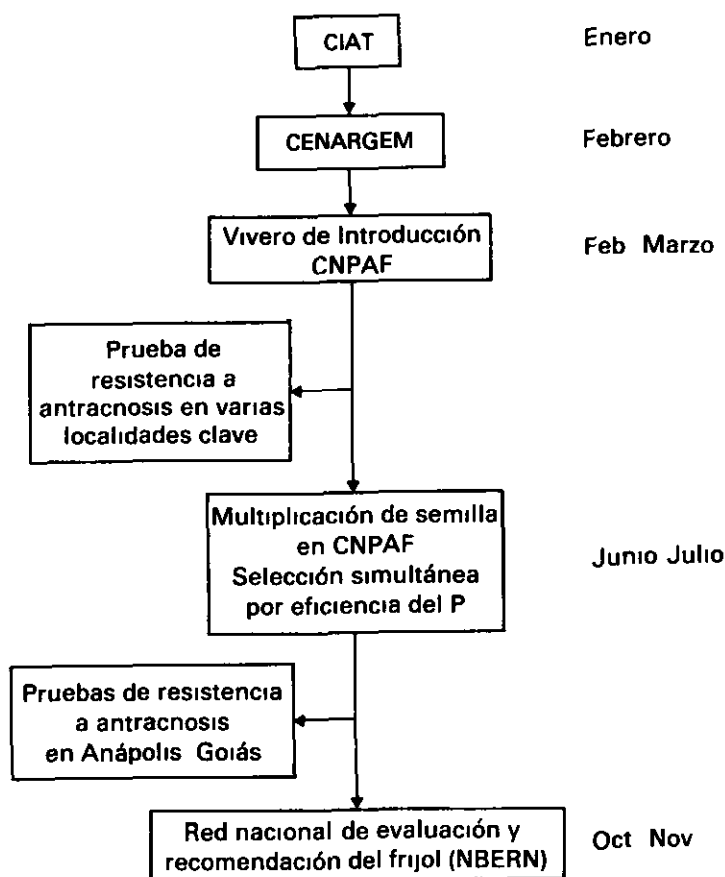 CIAT
Enero
CENARGEM
Febrero
Vivero de Introducción
CNPAF
Feb Marzo
Prueba de
resistencia a
antracnosis en varias
localidades clave
Multiplicación de semilla
en CNPAF
Selección simultánea
por eficiencia del P
Junio Julio
Pruebas de resistencia
a antracnosis
en Anápolis Goiás
Red nacional de evaluación y
recomendación del frijol (NBERN)
Oct Nov